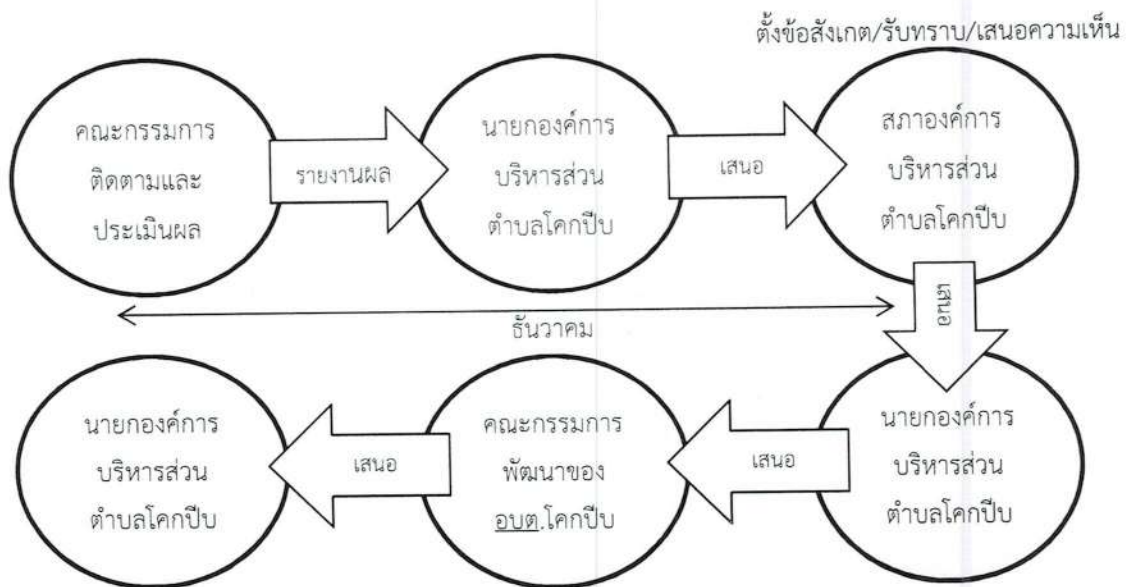 ตั้งข้อสังเกต/รับทราบ/เสนอความเห็น
คณะกรรมการ
ติดตามและ
ประเมินผล
รายงานผล
นายกองค์การ
บริหารส่วน
ตำบลโคกปีบ
เสนอ
สภาองค์การ
บริหารส่วน
ตำบลโคกปีบ
เสนอ
ธันวาคม
นายกองค์การ
บริหารส่วน
ตำบลโคกปีบ
เสนอ
คณะกรรมการ
พัฒนาของ
อบต.โคกปีบ
เสนอ
นายกองค์การ
บริหารส่วน
ตำบลโคกปีบ